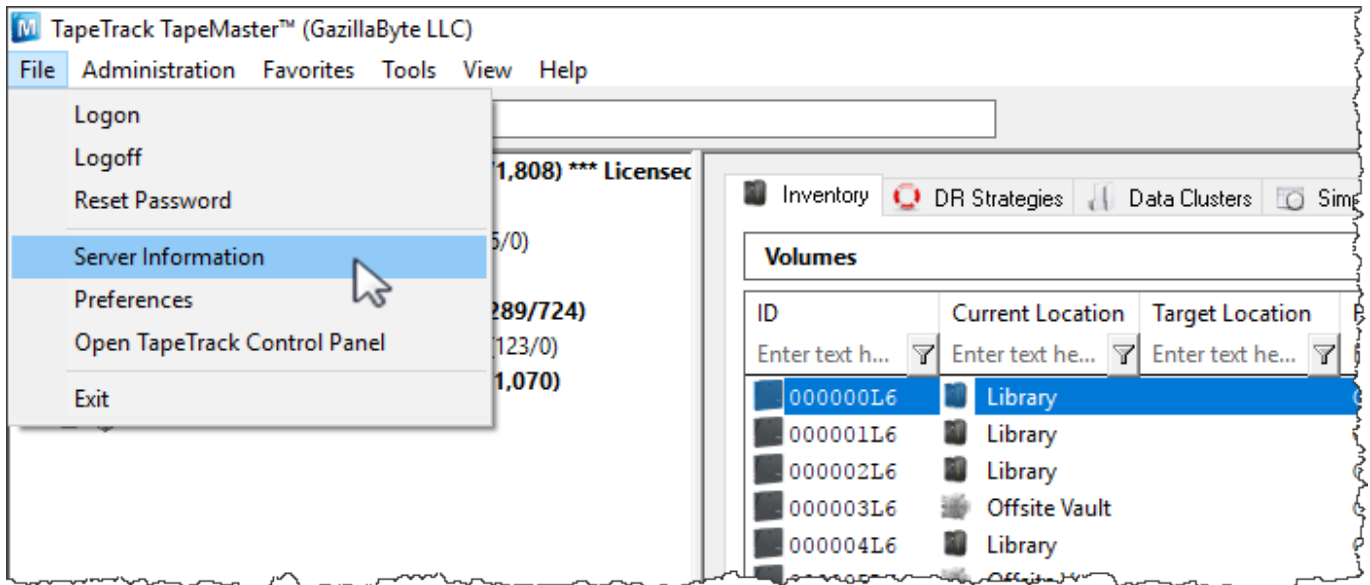 TapeTrack TapeMaster™ (GazillaByte LLC)
File Administration Favorites Tools View Help
Logon
Logoff
Reset Password
Server Information
Preferences
Open TapeTrack Control Panel
Exit
1,808) *** Licensed
/0)
289/724)
(123/0)
1,070)
Inventory DR Strategies Data Clusters
Volumes
ID Current Location Target Location
Enter text h... Enter text he... Enter text he...
000000L6 Library
000001L6 Library
000002L6 Library
000003L6 Offsite Vault
000004L6 Library